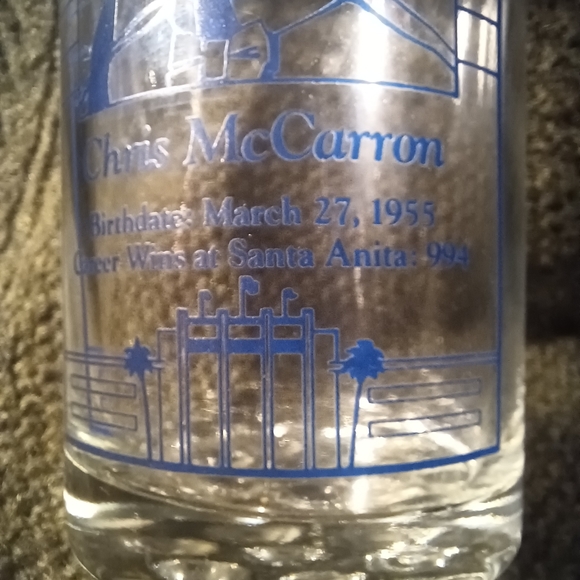 Chris McCarron
Birthdate: March 27, 1955
Career Wins at Santa Anita: 994